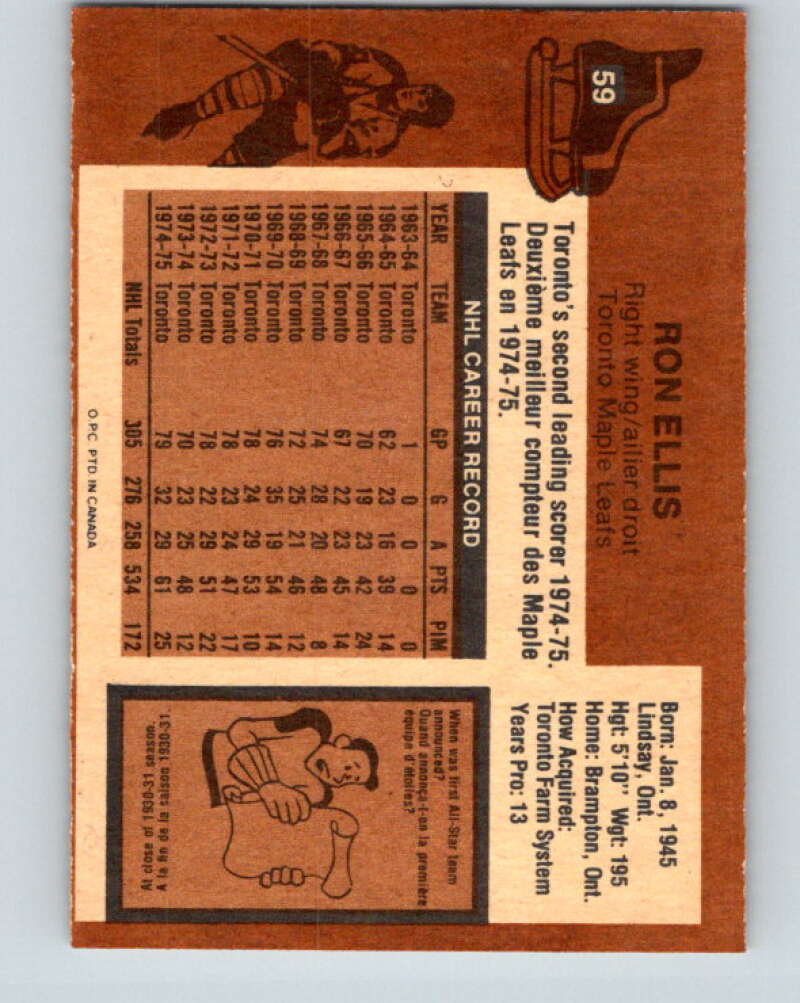 59
RON ELLIS
Right wing/ailier droit
Toronto Maple Leafs
Born: Jan. 8, 1945
Lindsay, Ont.
Hgt: 5'10" Wgt: 195
Home: Brampton, Ont.
How Acquired:
Toronto Farm System
Years Pro: 13
Toronto's second leading scorer 1974-75.
Deuxième meilleur compteur des Maple
Leafs en 1974-75.
NHL CAREER RECORD
YEAR TEAM GP G A PTS PIM
1963-64 Toronto 1 0 0 0 0
1964-65 Toronto 62 23 16 39 14
1965-66 Toronto 70 19 23 42 24
1966-67 Toronto 67 22 23 45 14
1967-68 Toronto 74 28 20 48 8
1968-69 Toronto 72 25 21 46 12
1969-70 Toronto 76 35 19 54 14
1970-71 Toronto 78 24 29 53 10
1971-72 Toronto 78 23 24 47 17
1972-73 Toronto 78 22 29 51 22
1973-74 Toronto 70 23 25 48 12
1974-75 Toronto 79 32 29 61 25
NHL Totals 305 276 258 534 172
When was first All-Star team
announced?
Quand annonça-t-on la première
équipe d'étoiles?
A la fin de la saison 1930-31.
At close of 1930-31 season.
O.P.C. PTD. IN CANADA